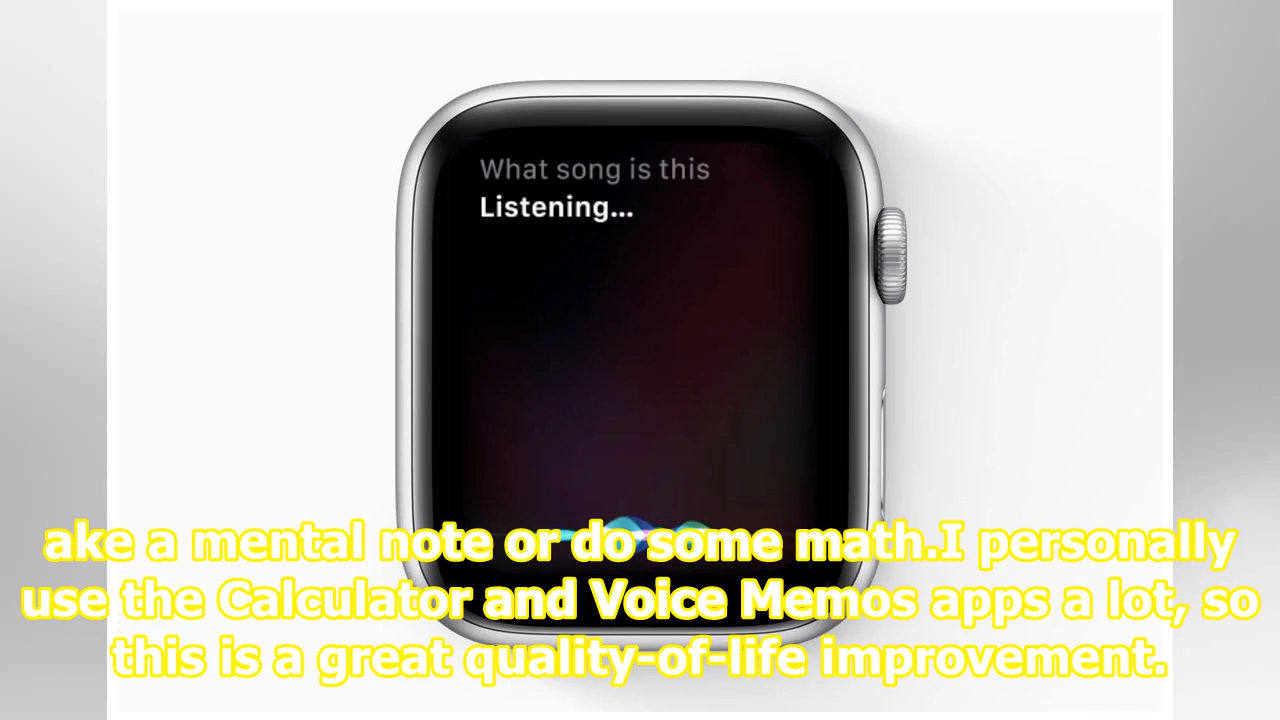 What song is this
Listening...
ake a mental note or do some math.I personally
use the Calculator and Voice Memos apps a lot, so
this is a great quality-of-life improvement.